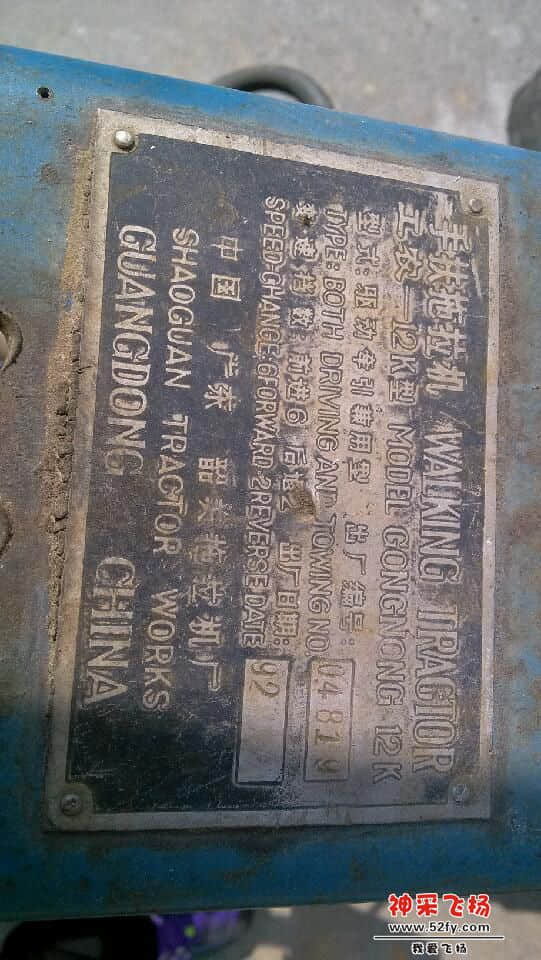 手扶拖拉机 WALKING TRACTOR
工农—12K型 MODEL GONGNONG 12K
型式:驱动牵引兼用型 出厂编号:
TYPE: BOTH DRIVING AND TOWING NO 04819
变速档数:前进6 后退2 出厂日期:
SPEED CHANGE: 6FORWARD 2REVERSE DATE 92
中国 广东 韶关拖拉机厂
SHAOGUAN TRACTOR WORKS
GUANGDONG CHINA
神采飞扬
www.52fy.com
我爱飞扬